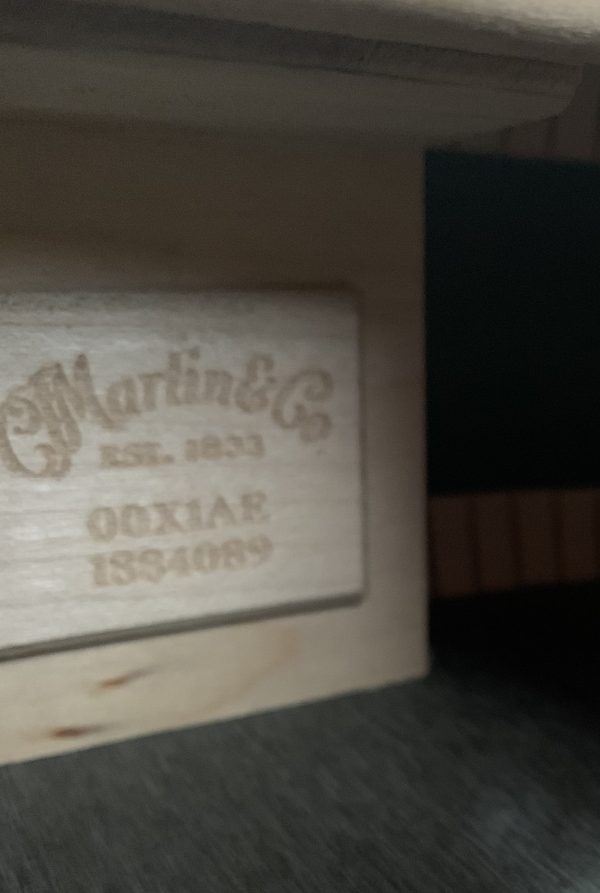 CFMartin & Co
EST. 1833
00X1AE
1884089